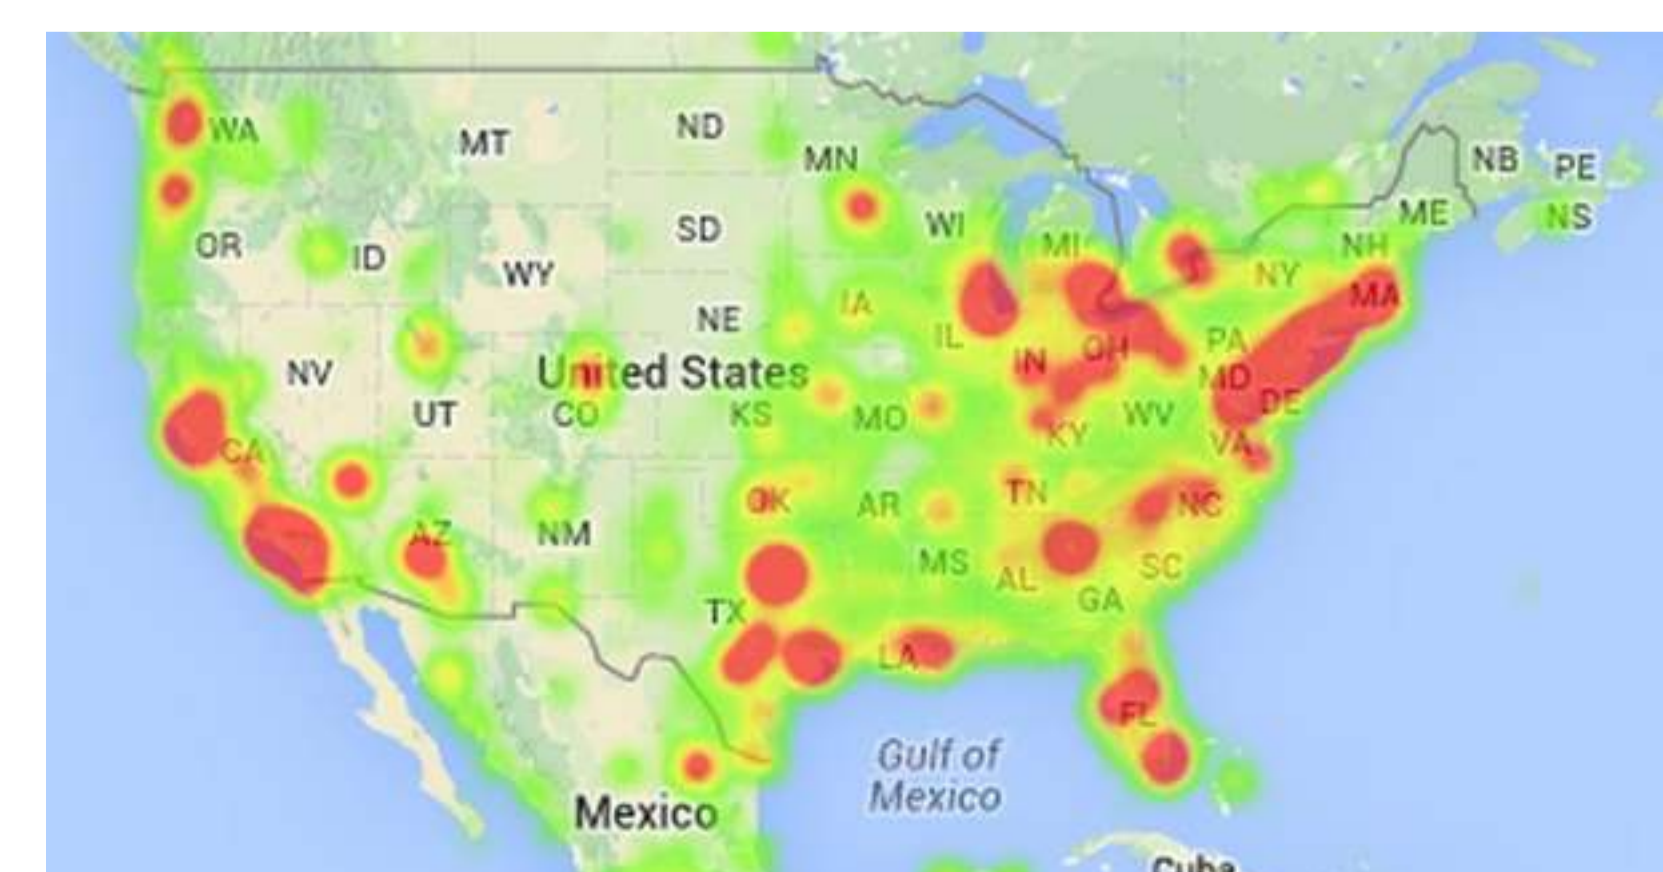 WA
MT
ND
MN
NB
PE
OR
ID
SD
WI
MI
ME
NS
NH
WY
NE
IA
NY
MA
NV
IL
IN
OH
PA
United States
MD
UT
CO
KS
MO
WV
DE
CA
KY
VA
AZ
NM
OK
AR
TN
NC
MS
AL
SC
TX
GA
LA
FL
Gulf of
Mexico
Mexico
Cuba